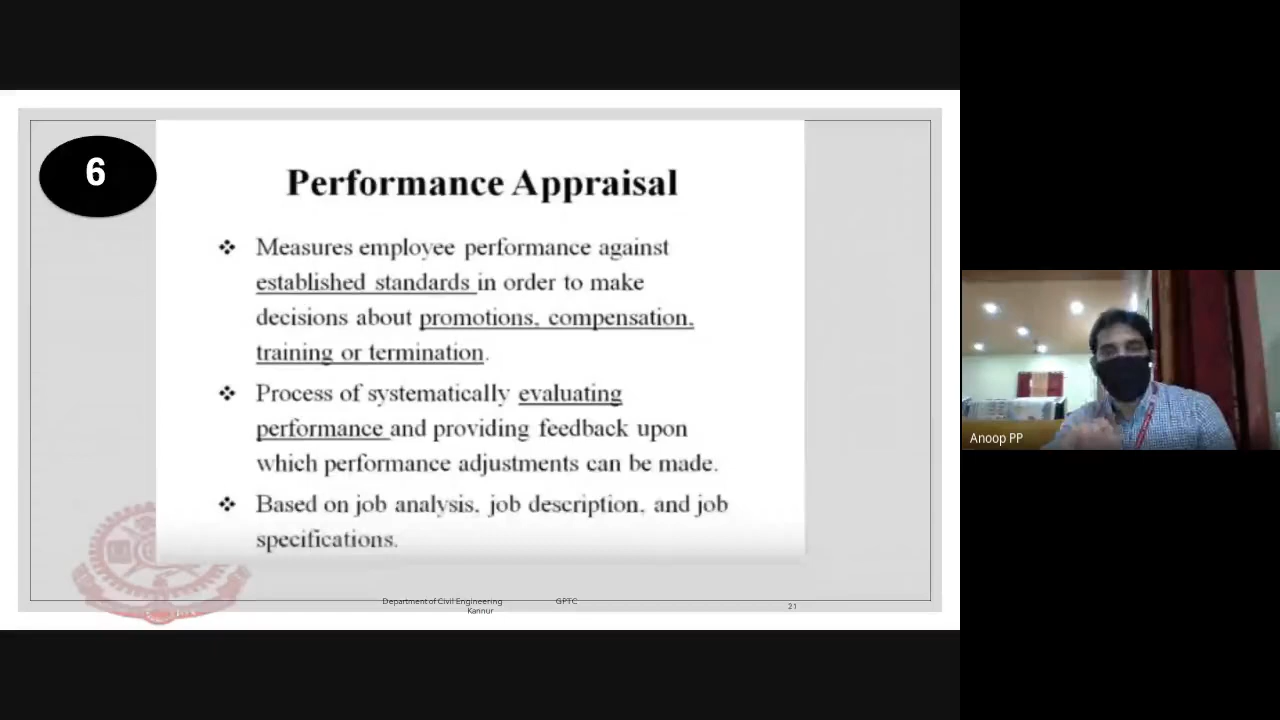 6
Performance Appraisal
❖ Measures employee performance against
established standards in order to make
decisions about promotions, compensation,
training or termination.
❖ Process of systematically evaluating
performance and providing feedback upon
which performance adjustments can be made.
❖ Based on job analysis, job description, and job
specifications.
Department of Civil Engineering GPTC
Kannur
21
Anoop PP